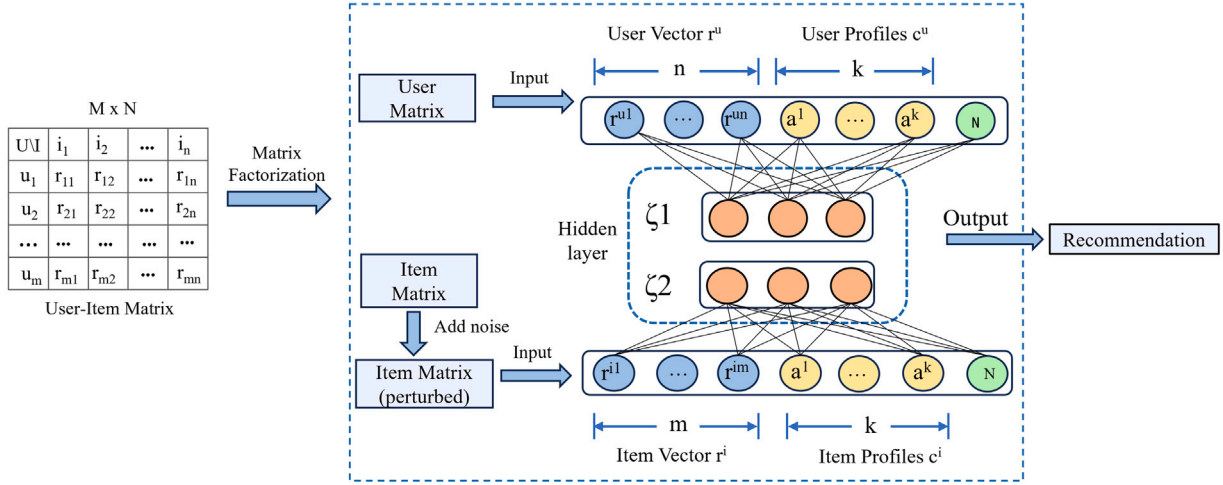 M x N
U\I i₁ i₂ ••• iₙ
u₁ r₁₁ r₁₂ ••• r₁ₙ
u₂ r₂₁ r₂₂ ••• r₂ₙ
••• ••• ••• ••• •••
uₘ rₘ₁ rₘ₂ ••• rₘₙ
User-Item Matrix
Matrix
Factorization
User Vector rᵘ User Profiles cᵘ
n k
User
Matrix
Input
rᵘ¹ ... rᵘⁿ a¹ ... aᵏ N
ζ1
Hidden
layer
ζ2
Output
Recommendation
Item
Matrix
Add noise
Item Matrix
(perturbed)
Input
rⁱ¹ ... rⁱᵐ a¹ ... aᵏ N
m k
Item Vector rⁱ Item Profiles cⁱ